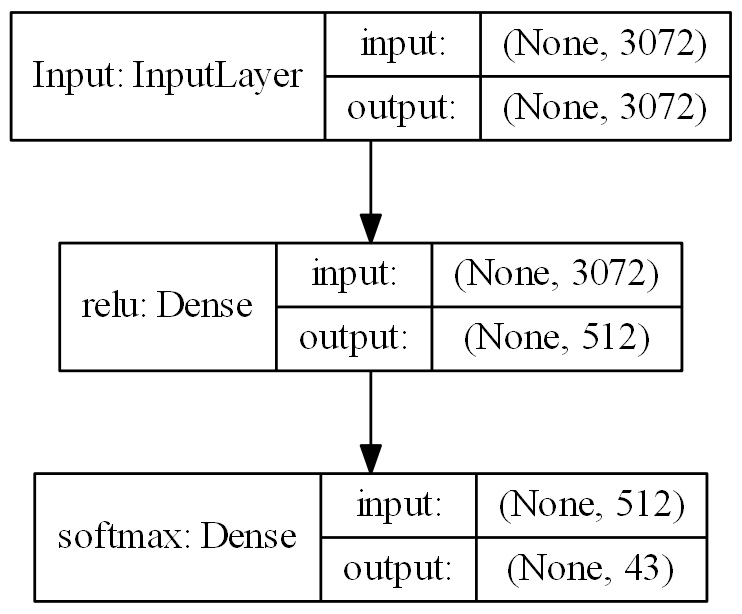 Input: InputLayer
input:
(None, 3072)
output:
(None, 3072)
relu: Dense
input:
(None, 3072)
output:
(None, 512)
softmax: Dense
input:
(None, 512)
output:
(None, 43)